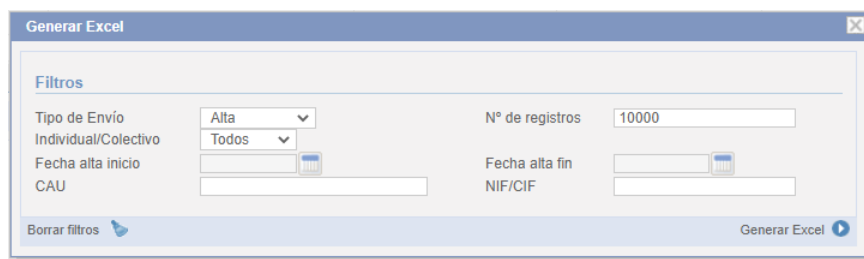 Generar Excel
Filtros
Tipo de Envío Alta Nº de registros 10000
Individual/Colectivo Todos
Fecha alta inicio Fecha alta fin
CAU NIF/CIF
Borrar filtros Generar Excel